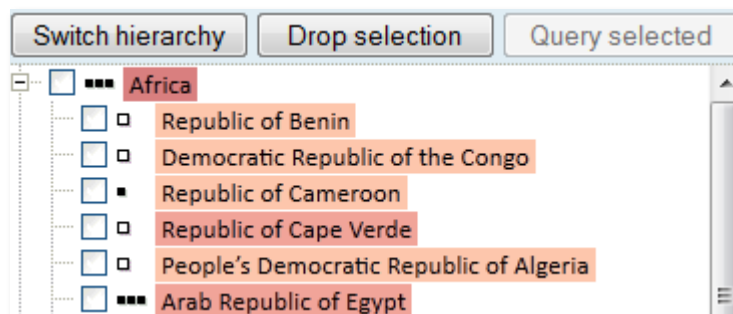 Switch hierarchy Drop selection Query selected
Africa
Republic of Benin
Democratic Republic of the Congo
Republic of Cameroon
Republic of Cape Verde
People's Democratic Republic of Algeria
Arab Republic of Egypt